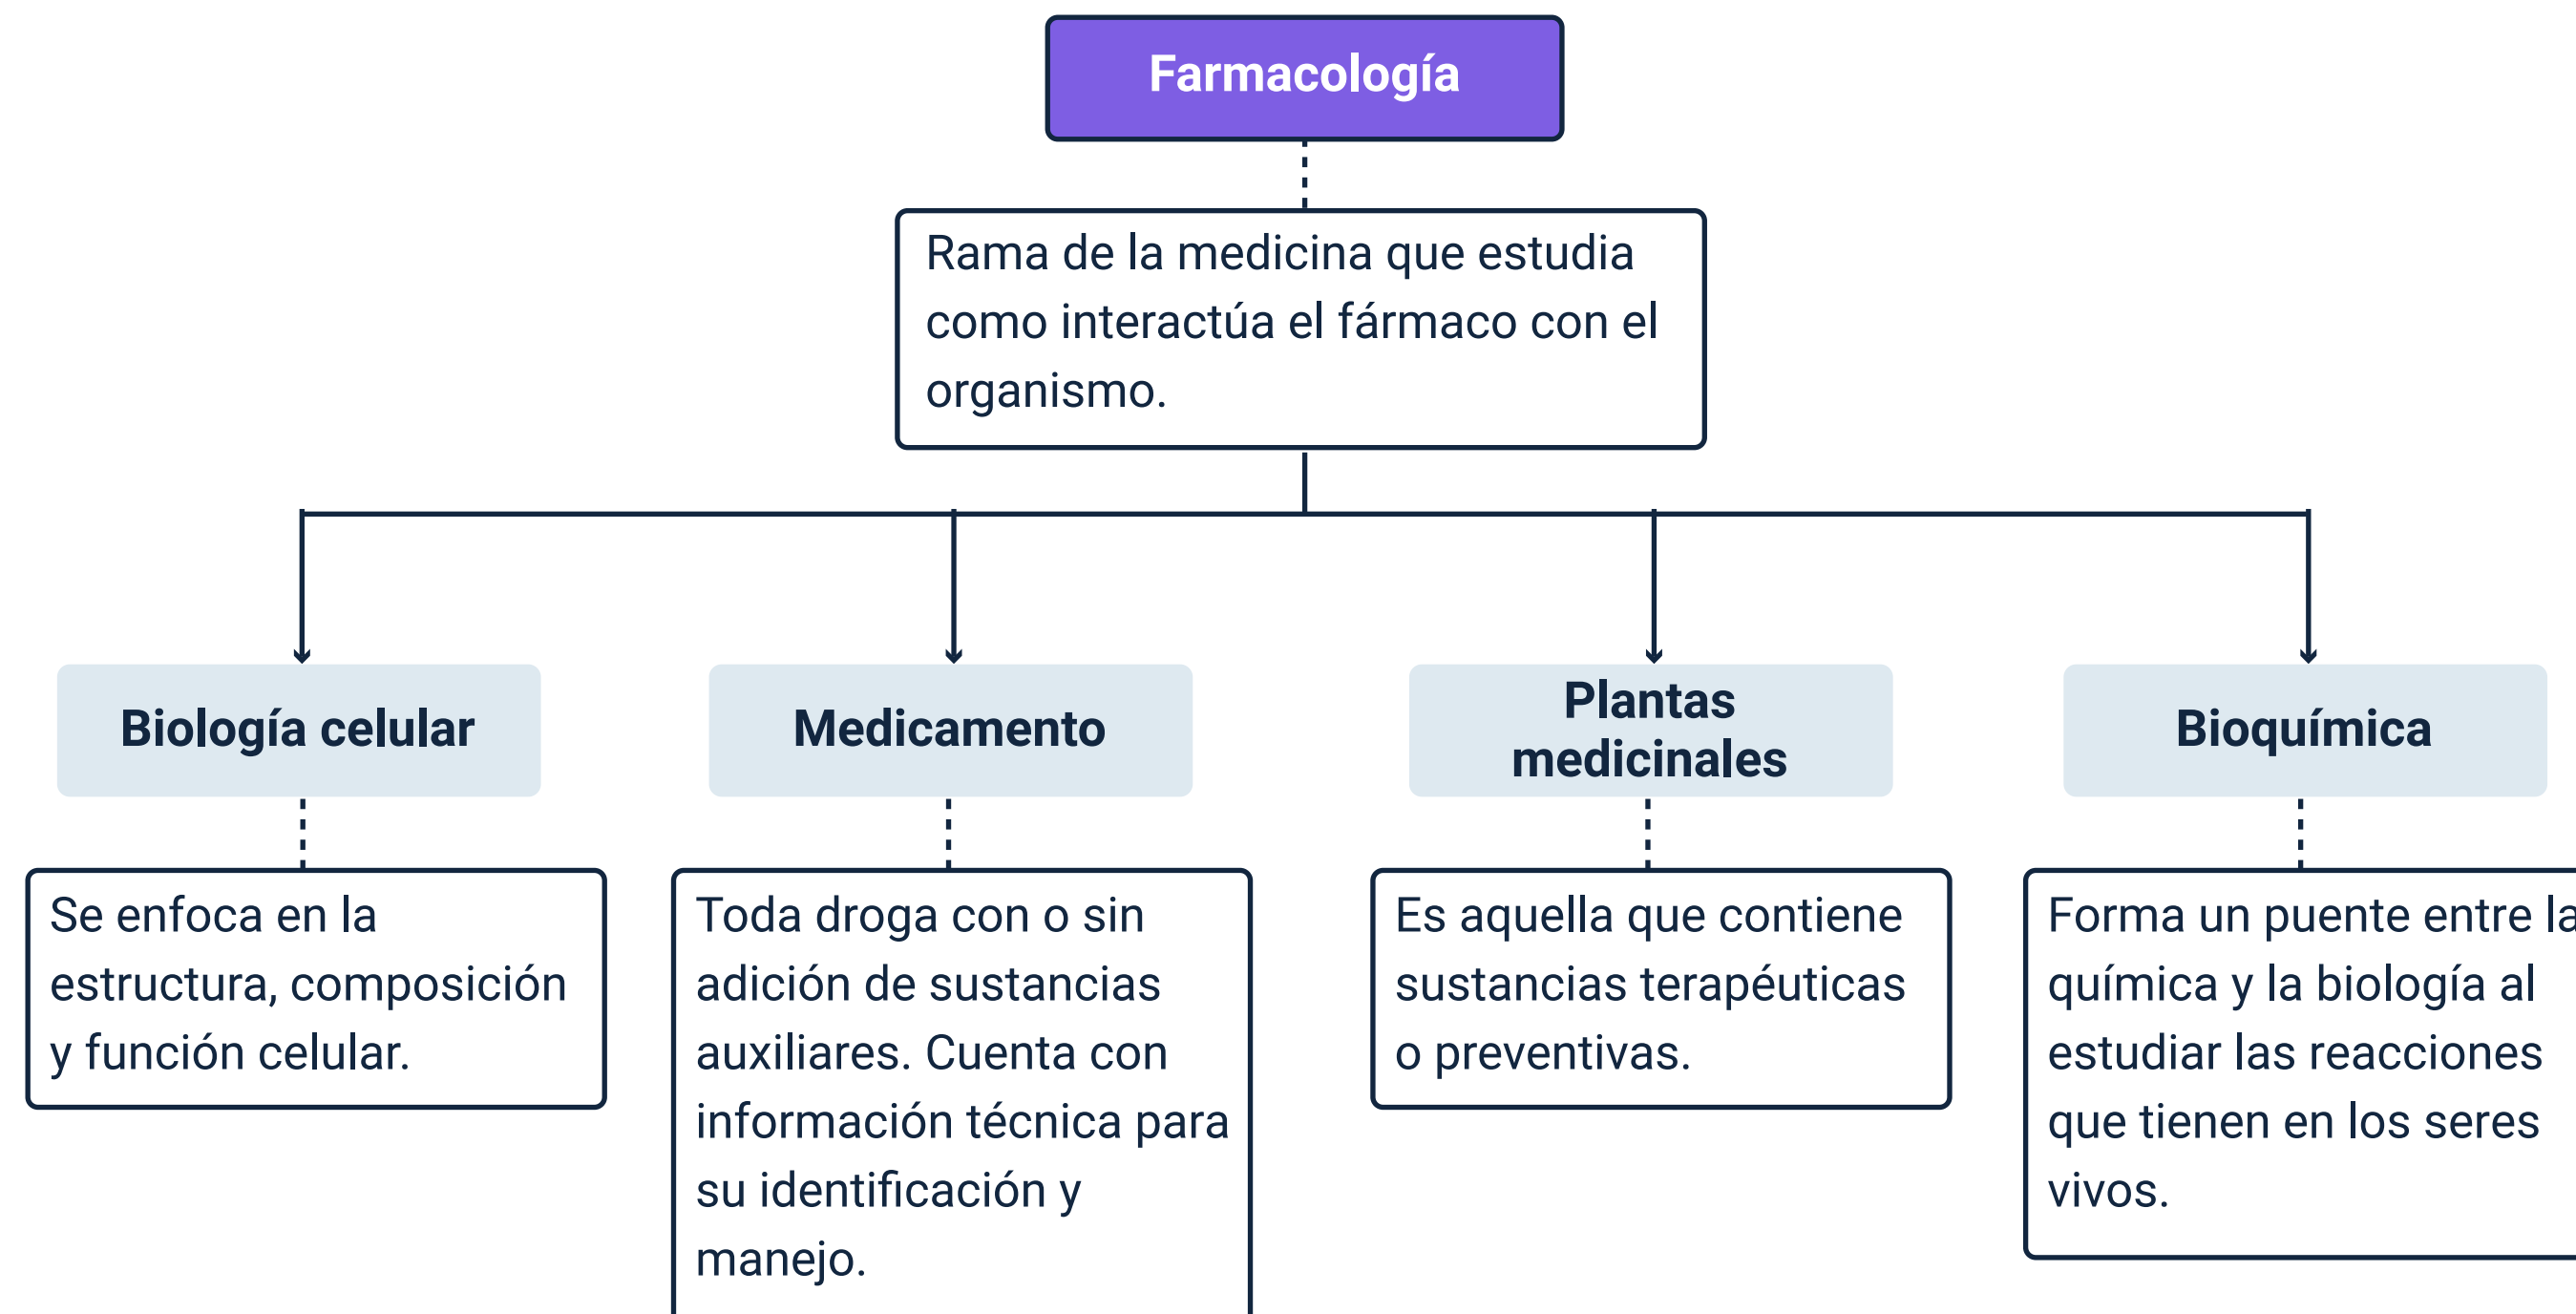 Farmacología
Rama de la medicina que estudia
como interactúa el fármaco con el
organismo.
Biología celular
Se enfoca en la
estructura, composición
y función celular.
Medicamento
Toda droga con o sin
adición de sustancias
auxiliares. Cuenta con
información técnica para
su identificación y
manejo.
Plantas
medicinales
Es aquella que contiene
sustancias terapéuticas
o preventivas.
Bioquímica
Forma un puente entre la
química y la biología al
estudiar las reacciones
que tienen en los seres
vivos.